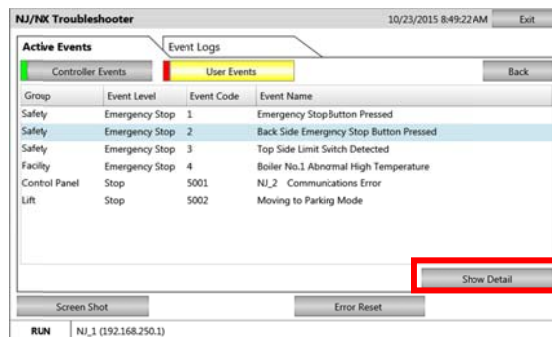 NJ/NX Troubleshooter 10/23/2015 8:49:22AM Exit
Active Events Event Logs
Controller Events User Events Back
Group Event Level Event Code Event Name
Safety Emergency Stop 1 Emergency StopButton Pressed
Safety Emergency Stop 2 Back Side Emergncy Stop Button Pressed
Safety Emergency Stop 3 Top Side Limit Svitch Detected
Facility Emergency Stop 4 Boiler No.1 Abnormal High Temperature
Control Panel Stop 5001 NJ_2 Communications Error
Lift Stop 5002 Moving to Parking Mode
Show Detail
Screen Shot Error Reset
RUN NJ_1 (192.168.250.1)